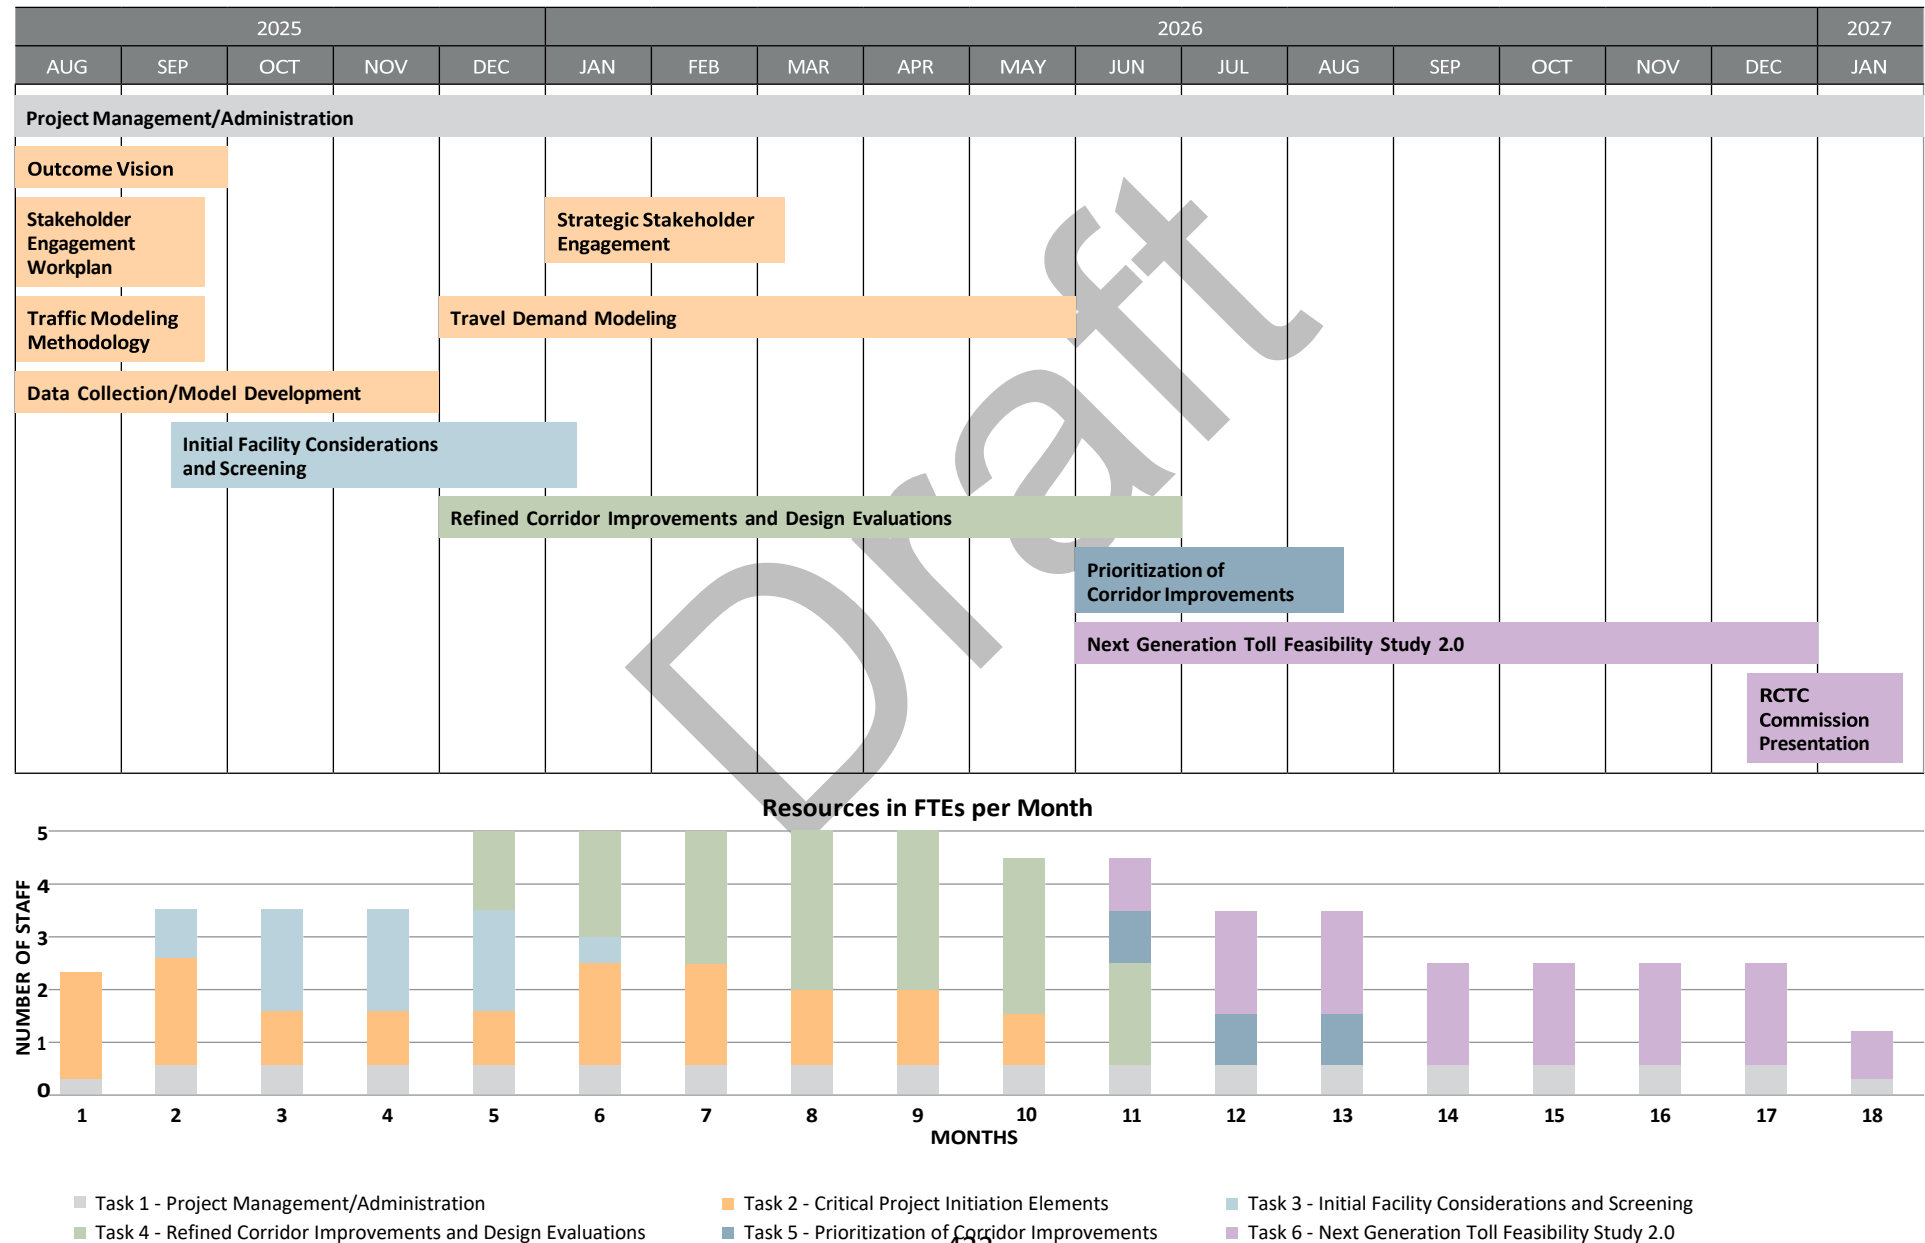 2025 2026 2027
AUG SEP OCT NOV DEC JAN FEB MAR APR MAY JUN JUL AUG SEP OCT NOV DEC JAN
Project Management/Administration
Outcome Vision
Stakeholder
Engagement
Workplan
Strategic Stakeholder
Engagement
Traffic Modeling
Methodology
Travel Demand Modeling
Data Collection/Model Development
Initial Facility Considerations
and Screening
Refined Corridor Improvements and Design Evaluations
Prioritization of
Corridor Improvements
Next Generation Toll Feasibility Study 2.0
RCTC
Commission
Presentation
Draft
Resources in FTEs per Month
NUMBER OF STAFF
5
4
3
2
1
0
1 2 3 4 5 6 7 8 9 10 11 12 13 14 15 16 17 18
MONTHS
Task 1 - Project Management/Administration
Task 2 - Critical Project Initiation Elements
Task 3 - Initial Facility Considerations and Screening
Task 4 - Refined Corridor Improvements and Design Evaluations
Task 5 - Prioritization of Corridor Improvements
Task 6 - Next Generation Toll Feasibility Study 2.0